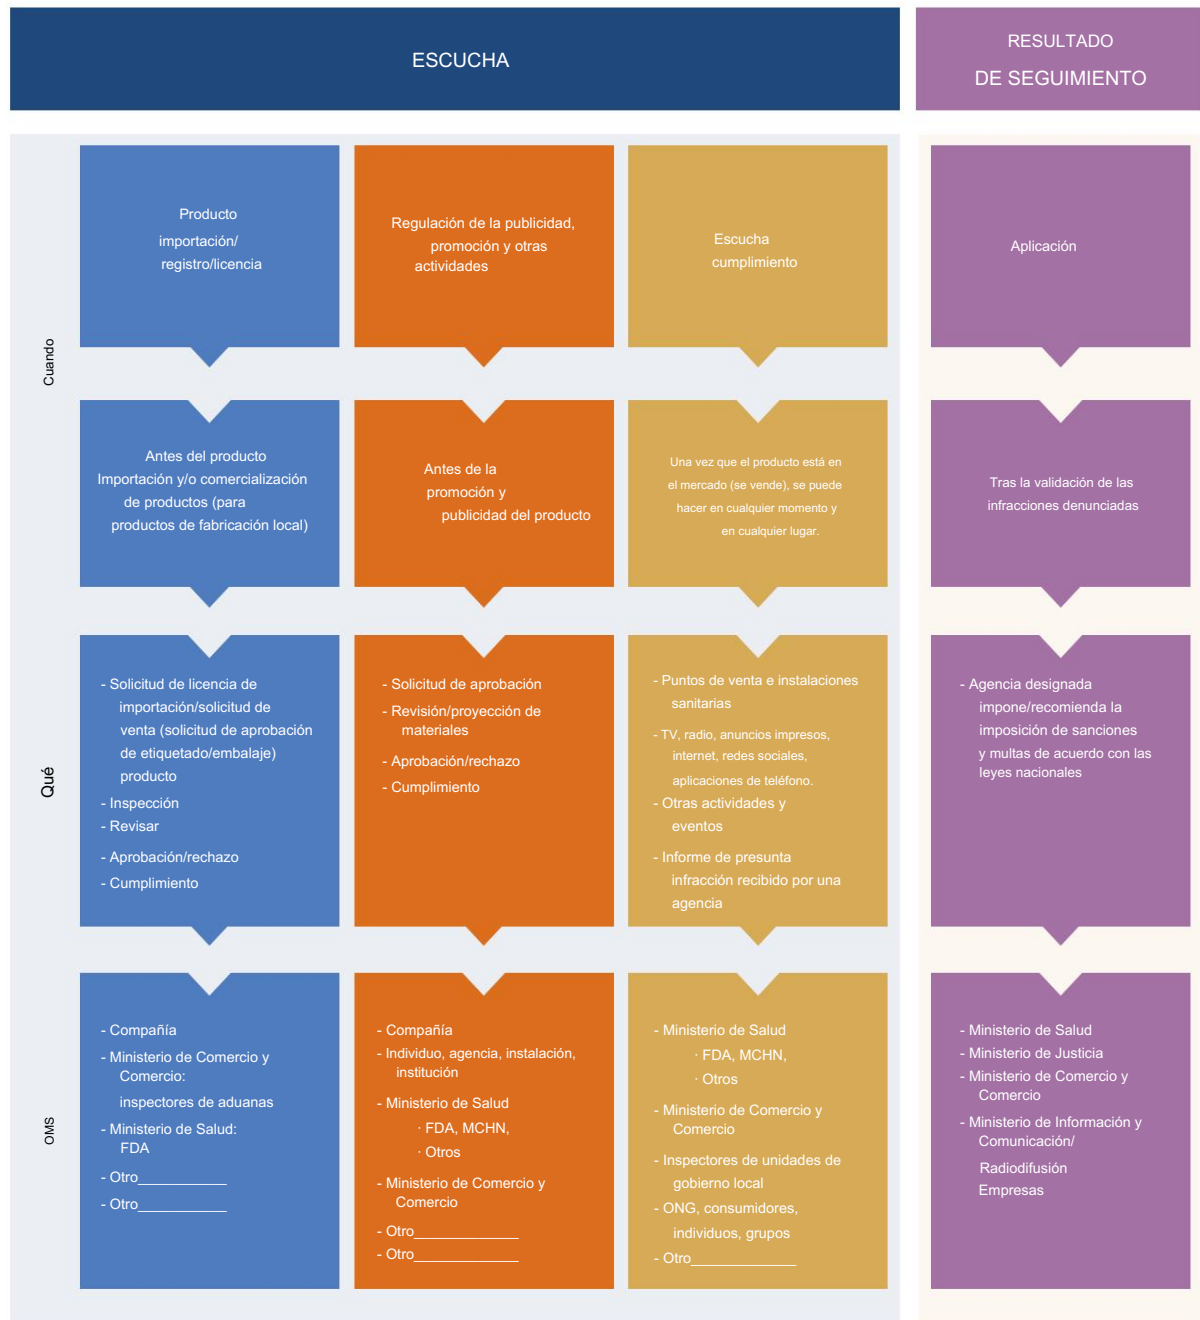 ESCUCHA
RESULTADO
DE SEGUIMIENTO
Cuando
Producto
importación/
registro/licencia
Regulación de la publicidad,
promoción y otras
actividades
Escucha
cumplimiento
Aplicación
Antes del producto
Importación y/o comercialización
de productos (para
productos de fabricación local)
Antes de la
promoción y
publicidad del producto
Una vez que el producto está en
el mercado (se vende), se puede
hacer en cualquier momento y
en cualquier lugar.
Tras la validación de las
infracciones denunciadas
Qué
- Solicitud de licencia de
importación/solicitud de
venta (solicitud de aprobación
de etiquetado/embalaje)
producto
- Inspección
- Revisar
- Aprobación/rechazo
- Cumplimiento
- Solicitud de aprobación
- Revisión/proyección de
materiales
- Aprobación/rechazo
- Cumplimiento
- Puntos de venta e instalaciones
sanitarias
- TV, radio, anuncios impresos,
internet, redes sociales,
aplicaciones de teléfono.
- Otras actividades y
eventos
- Informe de presunta
infracción recibido por una
agencia
- Agencia designada
impone/recomienda la
imposición de sanciones
y multas de acuerdo con las
leyes nacionales
OMS
- Compañía
- Ministerio de Comercio y
Comercio:
inspectores de aduanas
- Ministerio de Salud:
FDA
- Otro___________
- Otro___________
- Compañía
- Individuo, agencia, instalación,
institución
- Ministerio de Salud
· FDA, MCHN,
· Otros
- Ministerio de Comercio y
Comercio
- Otro_____________
- Otro_____________
- Ministerio de Salud
· FDA, MCHN,
· Otros
- Ministerio de Comercio y
Comercio
- Inspectores de unidades de
gobierno local
- ONG, consumidores,
individuos, grupos
- Otro_____________
- Ministerio de Salud
- Ministerio de Justicia
- Ministerio de Comercio y
Comercio
- Ministerio de Información y
Comunicación/
Radiodifusión
Empresas